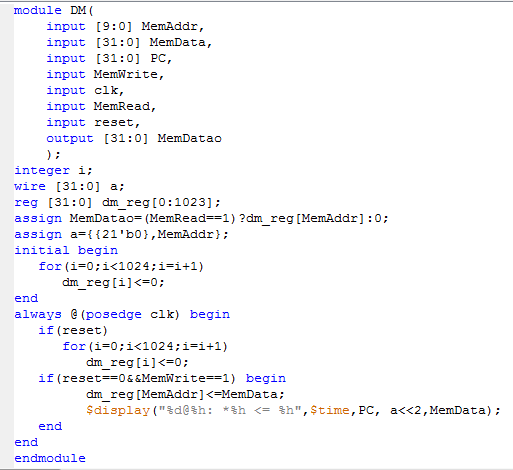 module DM(
    input [9:0] MemAddr,
    input [31:0] MemData,
    input [31:0] PC,
    input MemWrite,
    input clk,
    input MemRead,
    input reset,
    output [31:0] MemDatao
    );
integer i;
wire [31:0] a;
reg [31:0] dm_reg[0:1023];
assign MemDatao=(MemRead==1)?dm_reg[MemAddr]:0;
assign a={{21'b0},MemAddr};
initial begin
   for(i=0;i<1024;i=i+1)
      dm_reg[i]<=0;
end
always @(posedge clk) begin
   if(reset)
      for(i=0;i<1024;i=i+1)
         dm_reg[i]<=0;
   if(reset==0&&MemWrite==1) begin
         dm_reg[MemAddr]<=MemData;
         $display("%d@%h: *%h <= %h",$time,PC, a<<2,MemData);
   end
end
endmodule